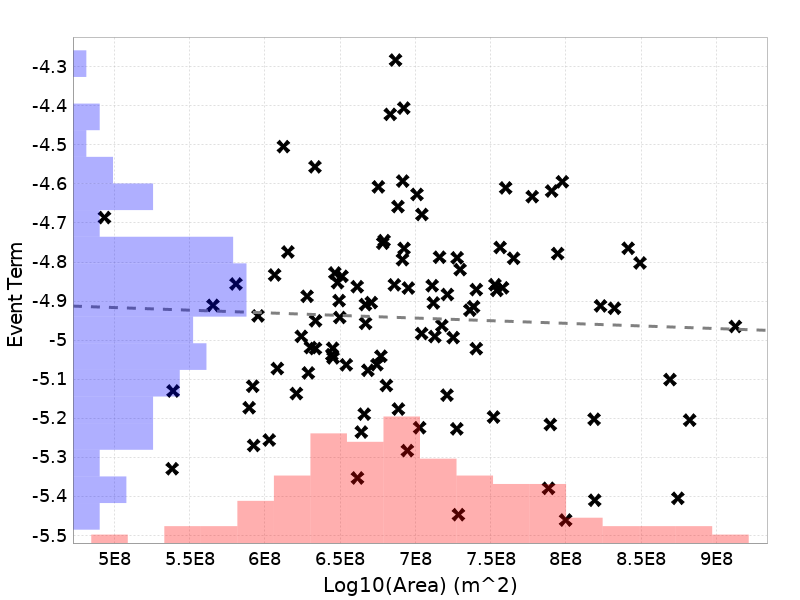 -4.3
-4.4
-4.5
-4.6
-4.7
-4.8
-4.9
-5
-5.1
-5.2
-5.3
-5.4
-5.5
Event Term
5E8
5.5E8
6E8
6.5E8
7E8
7.5E8
8E8
8.5E8
9E8
Log10(Area) (m^2)